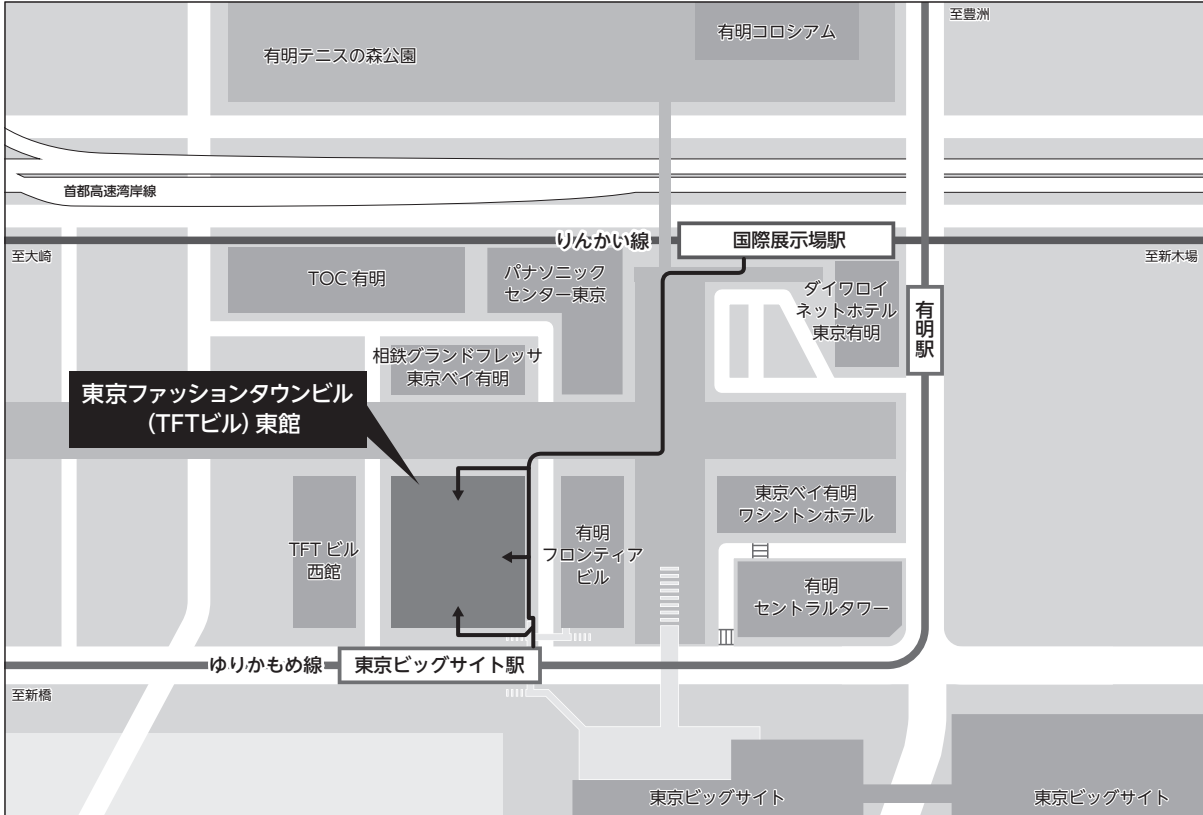 至豊洲
有明コロシアム
有明テニスの森公園
首都高速湾岸線
りんかい線
国際展示場駅
至大崎
至新木場
TOC 有明
パナソニック
センター東京
ダイワロイ
ネットホテル
東京有明
有明駅
相鉄グランドフレッサ
東京ベイ有明
東京ファッションタウンビル
(TFTビル) 東館
東京ベイ有明
ワシントンホテル
TFT ビル
西館
有明
フロンティア
ビル
有明
セントラルタワー
ゆりかもめ線
東京ビッグサイト駅
至新橋
東京ビッグサイト
東京ビッグサイト